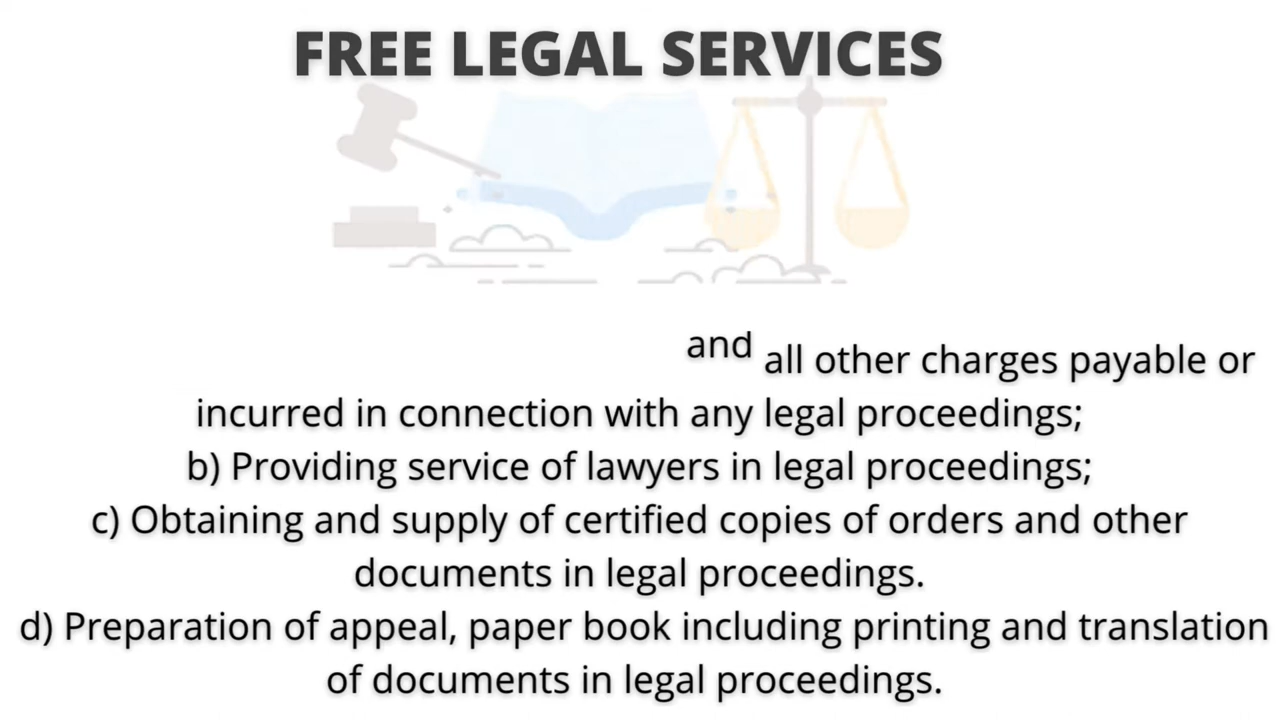 FREE LEGAL SERVICES
and all other charges payable or
incurred in connection with any legal proceedings;
b) Providing service of lawyers in legal proceedings;
c) Obtaining and supply of certified copies of orders and other
documents in legal proceedings.
d) Preparation of appeal, paper book including printing and translation
of documents in legal proceedings.